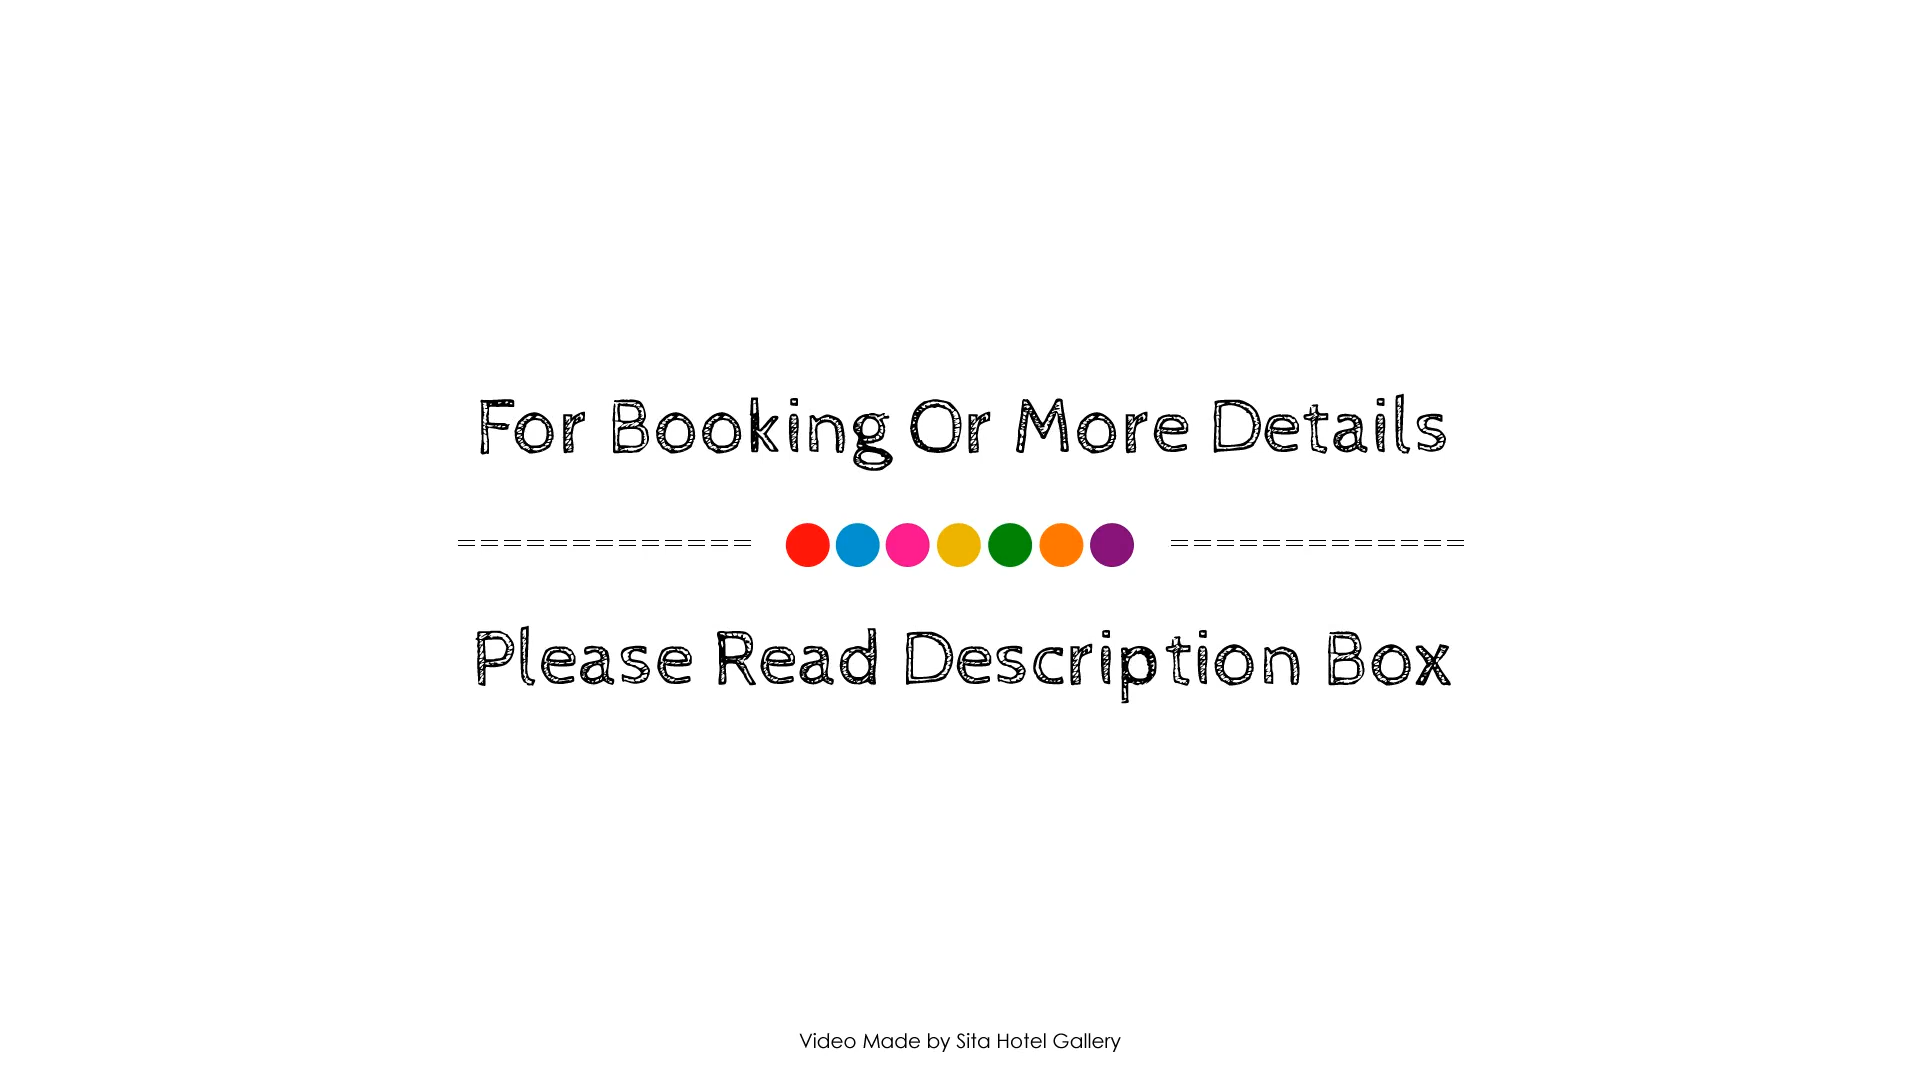 For Booking Or More Details
============= =============
Please Read Description Box
Video Made by Sita Hotel Gallery